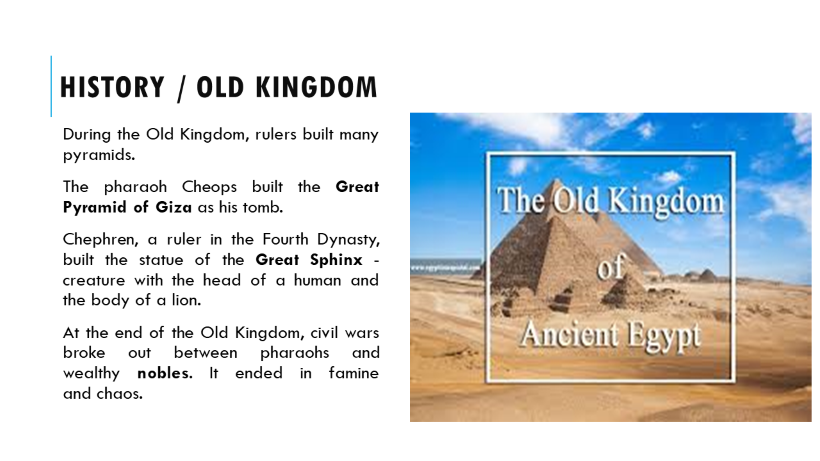 HISTORY / OLD KINGDOM
During the Old Kingdom, rulers built many
pyramids.
The pharaoh Cheops built the Great
Pyramid of Giza as his tomb.
Chephren, a ruler in the Fourth Dynasty,
built the statue of the Great Sphinx -
creature with the head of a human and
the body of a lion.
At the end of the Old Kingdom, civil wars
broke out between pharaohs and
wealthy nobles. It ended in famine
and chaos.
The Old Kingdom
of
Ancient Egypt